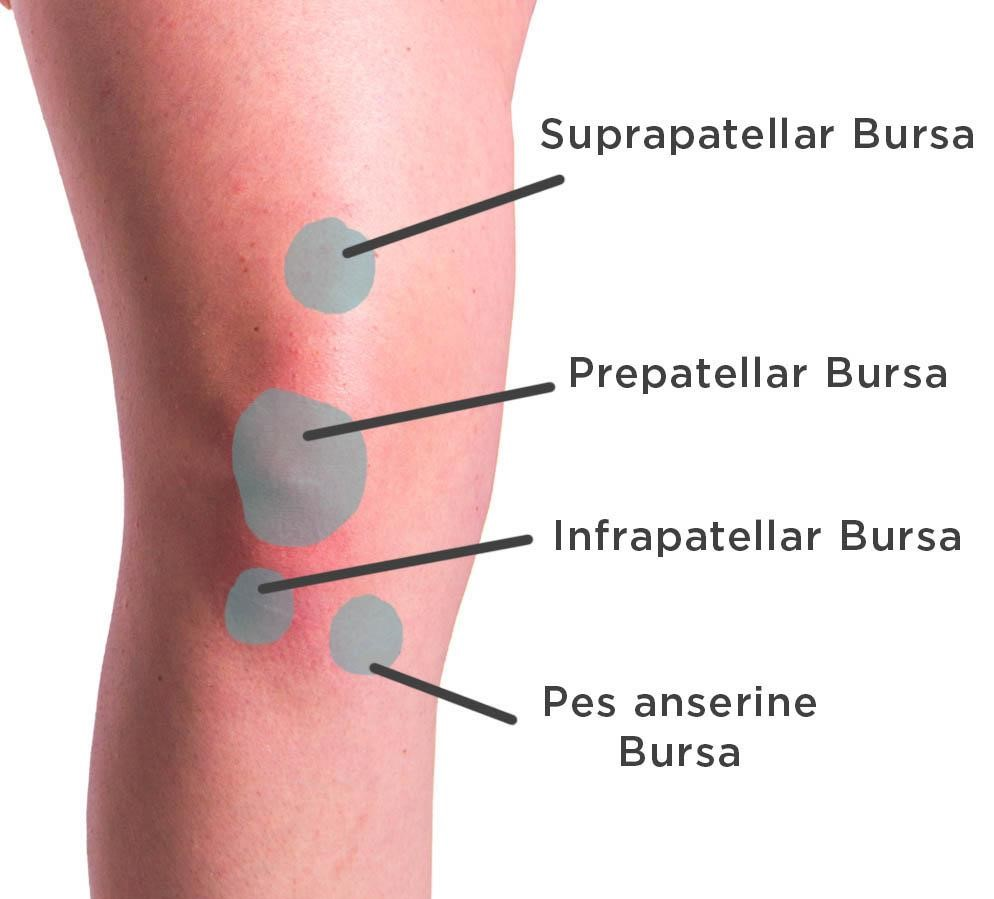 Suprapatellar Bursa
Prepatellar Bursa
Infrapatellar Bursa
Pes anserine
Bursa